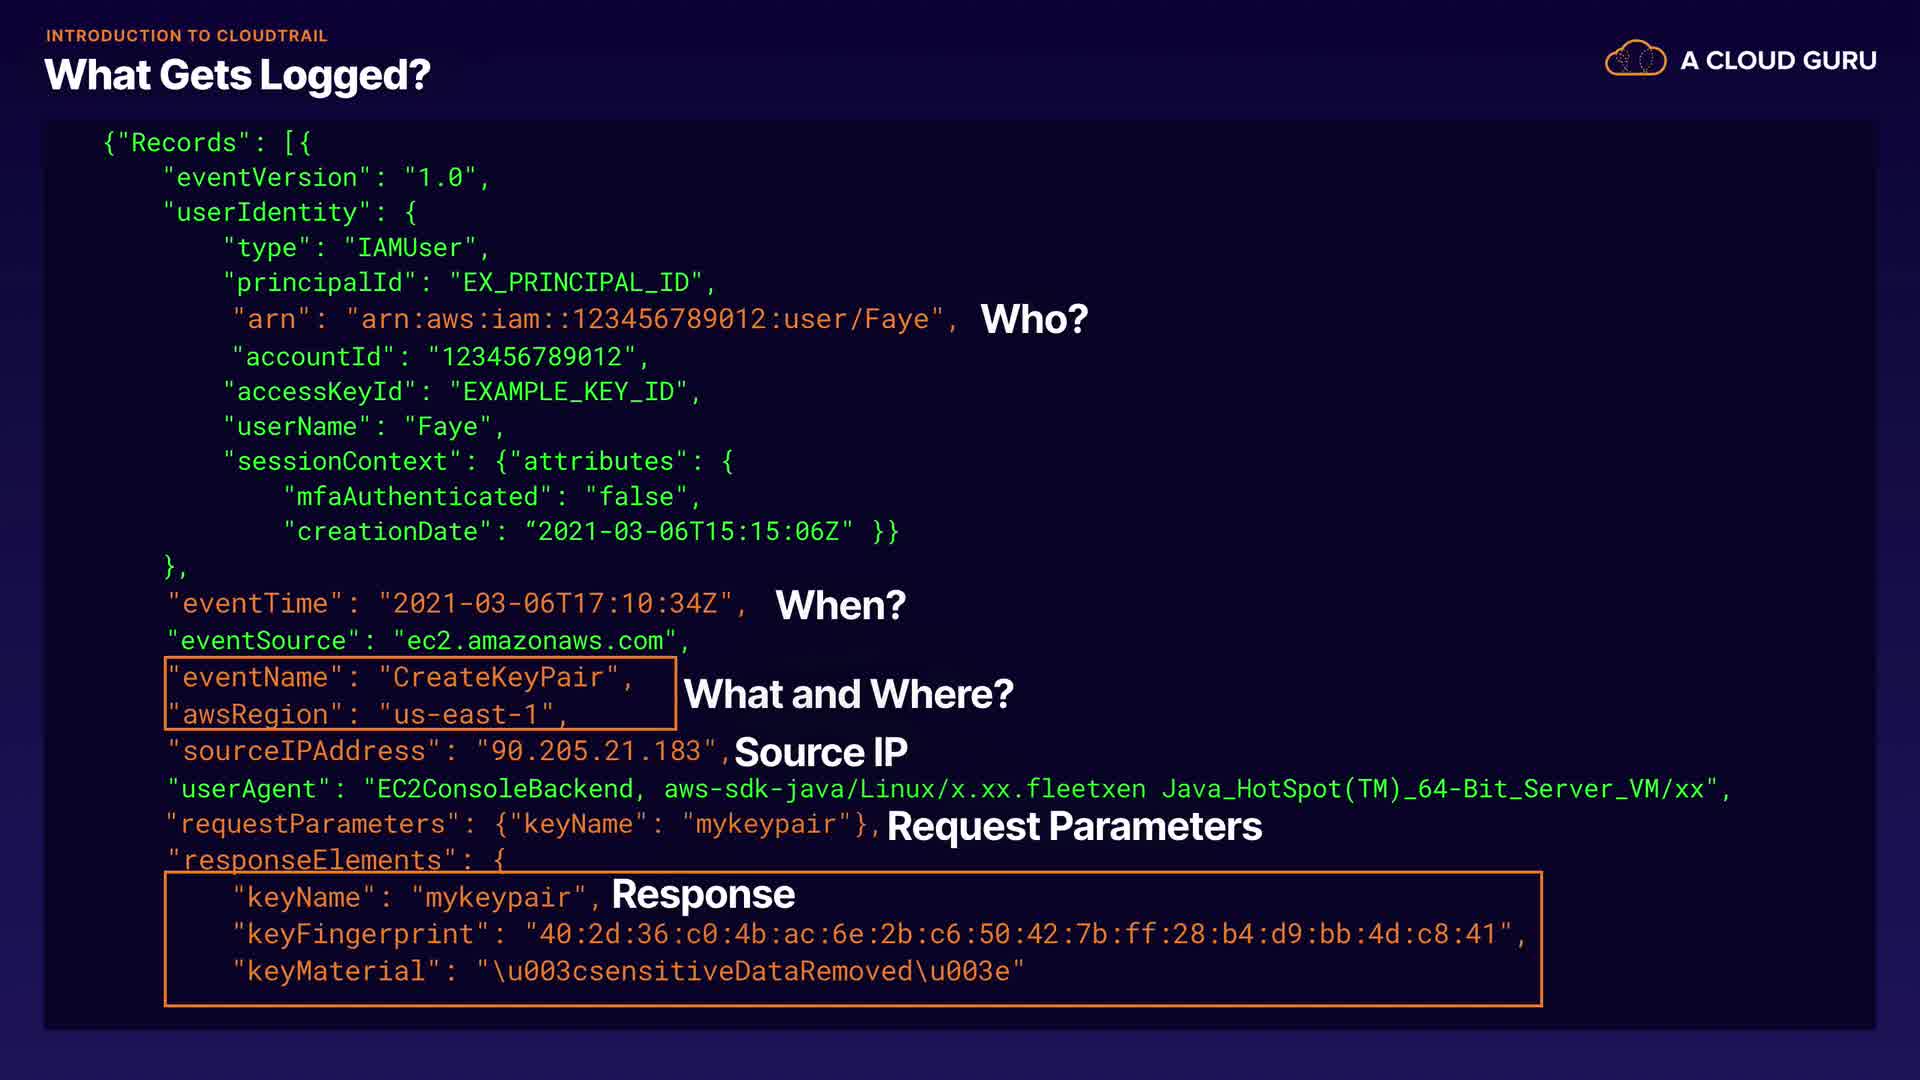 INTRODUCTION TO CLOUDTRAIL
What Gets Logged?
A CLOUD GURU
{"Records": [{
"eventVersion": "1.0",
"userIdentity": {
"type": "IAMUser",
"principalId": "EX_PRINCIPAL_ID",
"arn": "arn:aws:iam::123456789012:user/Faye", Who?
"accountId": "123456789012",
"accessKeyId": "EXAMPLE_KEY_ID",
"userName": "Faye",
"sessionContext": {"attributes": {
"mfaAuthenticated": "false",
"creationDate": “2021-03-06T15:15:06Z" }}
},
"eventTime": "2021-03-06T17:10:34Z", When?
"eventSource": "ec2.amazonaws.com",
"eventName": "CreateKeyPair",
What and Where?
"awsRegion": "us-east-1",
"sourceIPAddress": "90.205.21.183", Source IP
"userAgent": "EC2ConsoleBackend, aws-sdk-java/Linux/x.xx.fleetxen Java_HotSpot(TM)_64-Bit_Server_VM/xx",
"requestParameters": {"keyName": "mykeypair"}, Request Parameters
"responseElements": {
"keyName": "mykeypair", Response
"keyFingerprint": "40:2d:36:c0:4b:ac:6e:2b:c6:50:42:7b:ff:28:b4:d9:bb:4d:c8:41",
"keyMaterial": "\u003csensitiveDataRemoved\u003e"